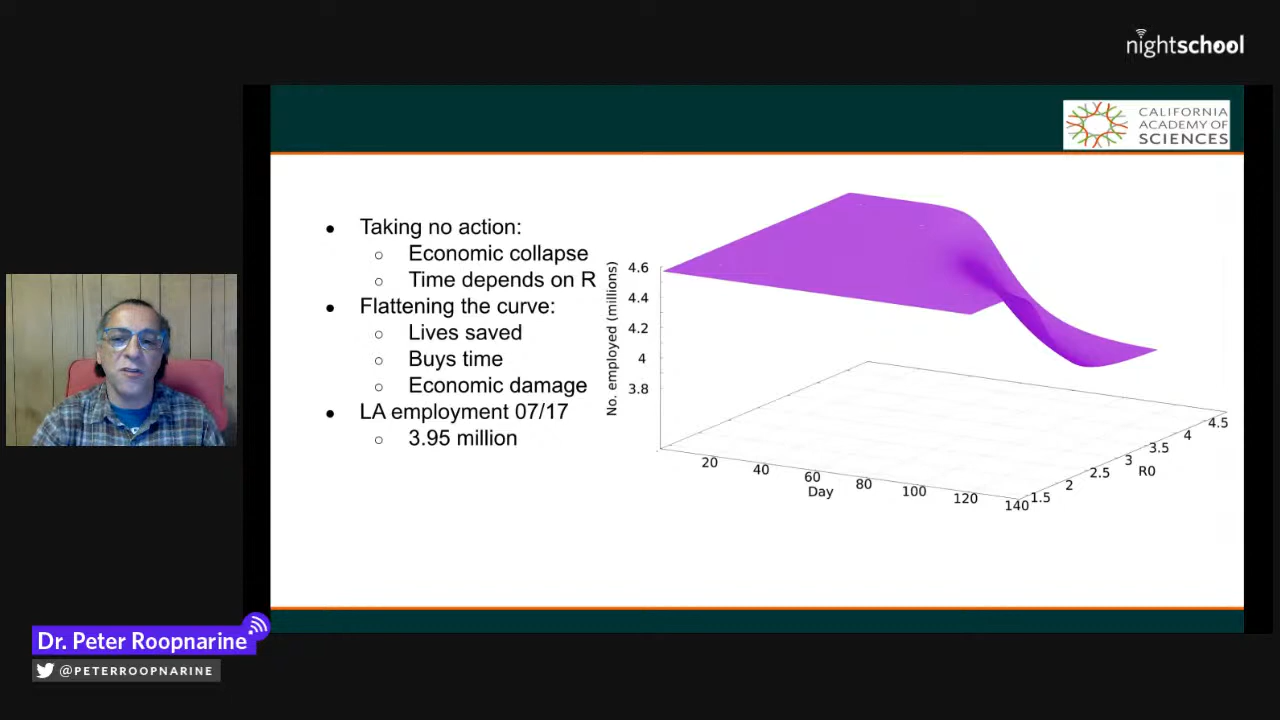 nightschool
CALIFORNIA
ACADEMY OF
SCIENCES
● Taking no action:
○ Economic collapse
○ Time depends on R
● Flattening the curve:
○ Lives saved
○ Buys time
○ Economic damage
● LA employment 07/17
○ 3.95 million
No. employed (millions)
4.6
4.4
4.2
4
3.8
20
40
60
80
100
120
140
Day
1.5
2
2.5
3
3.5
4
4.5
R0
Dr. Peter Roopnarine
@PETERROOPNARINE